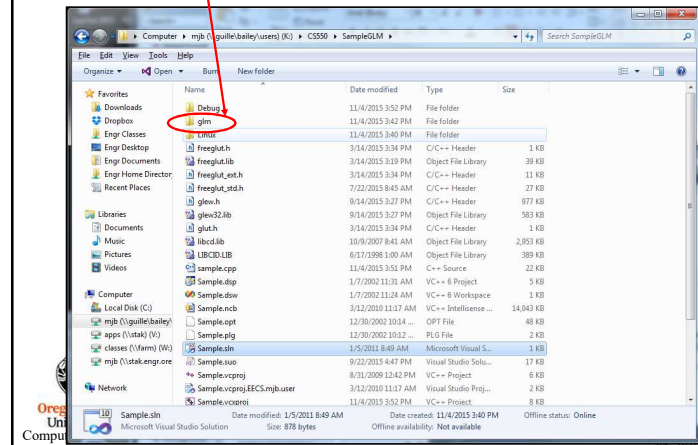 Computer ▸ mjb (\\guille\bailey\users) (K:) ▸ CS550 ▸ SampleGLM ▸
Search SampleGLM
File Edit View Tools Help
Organize Open Burn New folder
Name Date modified Type Size
Favorites
Downloads
Dropbox
Engr Classes
Engr Desktop
Engr Documents
Engr Home Director
Recent Places
Libraries
Documents
Music
Pictures
Videos
Computer
Local Disk (C:)
mjb (\\guille\bailey\
apps (\\stak) (V:)
classes (\\farm) (W:)
mjb (\\stak.engr.ore
Network
Debug 11/4/2015 3:52 PM File folder
glm 11/4/2015 3:42 PM File folder
Linux 11/4/2015 3:40 PM File folder
freeglut.h 3/14/2015 3:34 PM C/C++ Header 1 KB
freeglut.lib 3/14/2015 3:19 PM Object File Library 39 KB
freeglut_ext.h 3/14/2015 3:34 PM C/C++ Header 11 KB
freeglut_std.h 7/22/2015 8:45 AM C/C++ Header 27 KB
glew.h 9/14/2015 3:27 PM C/C++ Header 977 KB
glew32.lib 9/14/2015 3:27 PM Object File Library 583 KB
glut.h 3/14/2015 3:34 PM C/C++ Header 1 KB
libcd.lib 10/9/2007 8:41 AM Object File Library 2,953 KB
LIBCID.LIB 6/17/1998 1:00 AM Object File Library 389 KB
sample.cpp 11/4/2015 3:51 PM C++ Source 22 KB
Sample.dsp 1/7/2002 11:31 AM VC++ 6 Project 5 KB
Sample.dsw 1/7/2002 11:24 AM VC++ 6 Workspace 1 KB
Sample.ncb 3/12/2010 11:17 AM VC++ Intellisense ... 14,043 KB
Sample.opt 12/30/2002 10:14 ... OPT File 48 KB
Sample.plg 12/30/2002 10:12 ... PLG File 2 KB
Sample.sln 1/5/2011 8:49 AM Microsoft Visual S... 1 KB
Sample.suo 9/22/2015 4:47 PM Visual Studio Solu... 17 KB
Sample.vcproj 8/31/2009 12:42 PM VC++ Project 6 KB
Sample.vcproj.EECS.mjb.user 3/12/2010 11:17 AM Visual Studio Proj... 2 KB
Sample.vcxproj 11/4/2015 3:52 PM VC++ Project 8 KB
Sample.sln Date modified: 1/5/2011 8:49 AM Date created: 11/4/2015 3:40 PM Offline status: Online
Microsoft Visual Studio Solution Size: 878 bytes Offline availability: Not available
Oreg
Uni
Comput